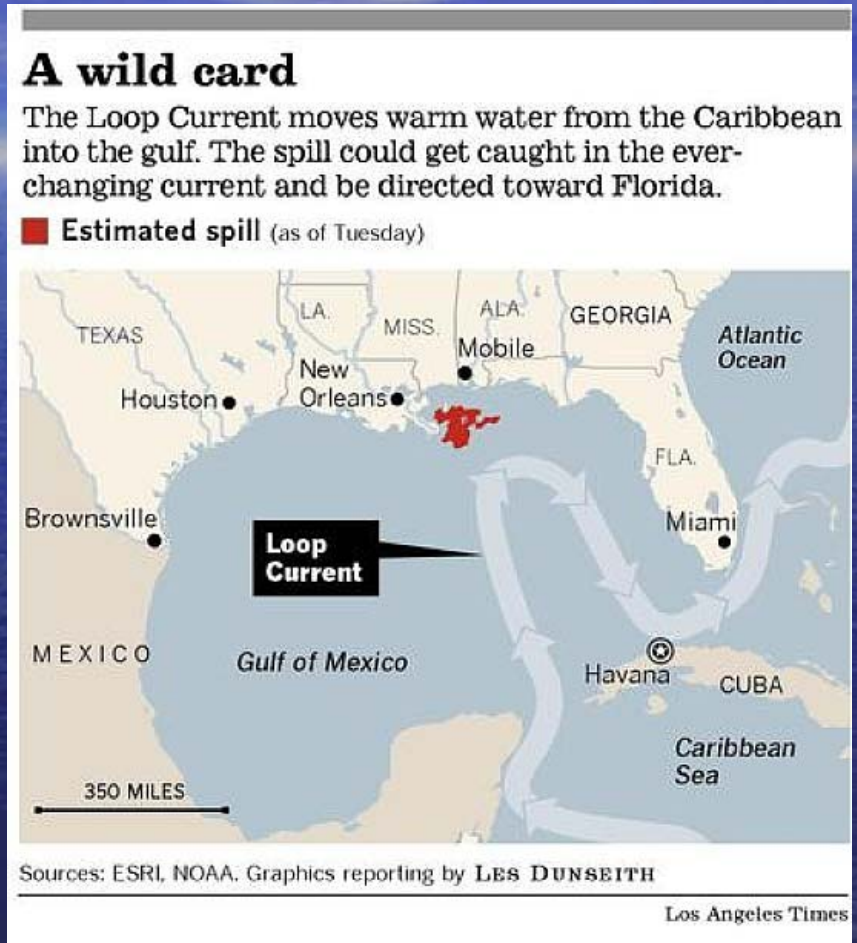 A wild card
The Loop Current moves warm water from the Caribbean
into the gulf. The spill could get caught in the ever-
changing current and be directed toward Florida.
Estimated spill (as of Tuesday)
TEXAS
LA.
MISS.
ALA.
GEORGIA
Atlantic
Ocean
Mobile
New
Orleans
Houston
FLA.
Brownsville
Miami
Loop
Current
MEXICO
Gulf of Mexico
Havana
CUBA
Caribbean
Sea
350 MILES
Sources: ESRI, NOAA. Graphics reporting by LES DUNSEITH
Los Angeles Times